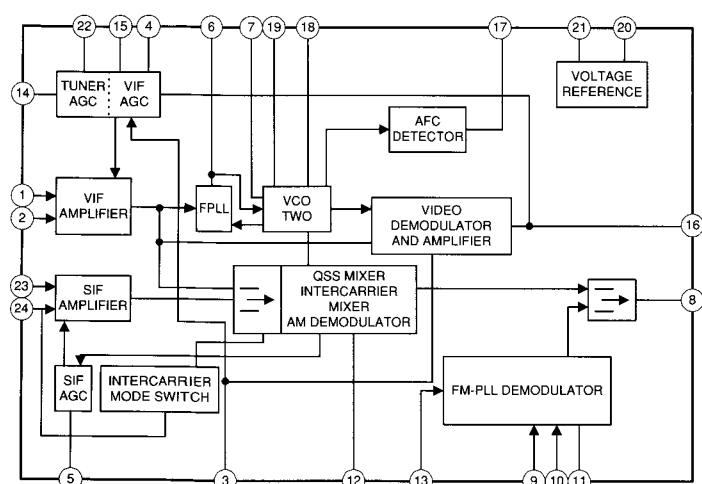 22
15
4
6
7
19
18
17
21
20
14
TUNER
AGC
VIF
AGC
AFC
DETECTOR
VOLTAGE
REFERENCE
1
2
VIF
AMPLIFIER
FPLL
VCO
TWO
VIDEO
DEMODULATOR
AND AMPLIFIER
16
23
24
SIF
AMPLIFIER
QSS MIXER
INTERCARRIER
MIXER
AM DEMODULATOR
8
SIF
AGC
INTERCARRIER
MODE SWITCH
FM-PLL DEMODULATOR
5
3
12
13
9
10
11